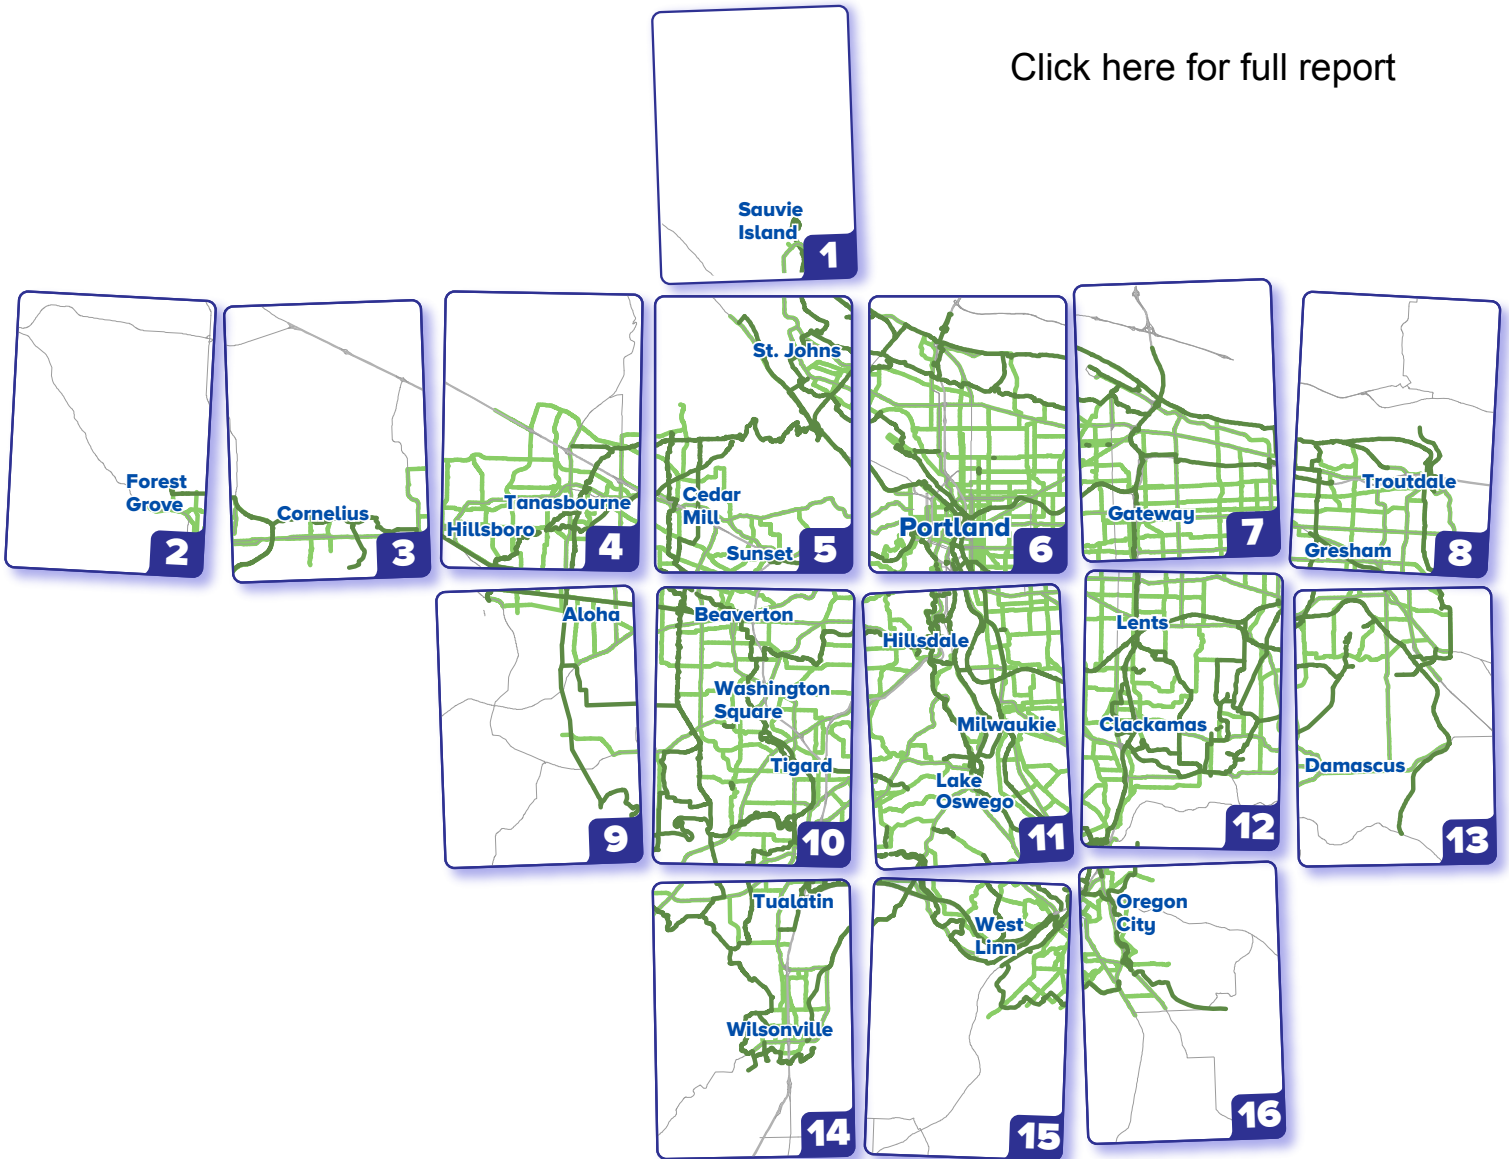 Click here for full report
Sauvie
Island
1
Forest
Grove
2
Cornelius
3
Tanasbourne
Hillsboro
4
St. Johns
Cedar
Mill
Sunset
5
Portland
6
Gateway
7
Troutdale
Gresham
8
Aloha
9
Beaverton
Washington
Square
Tigard
10
Hillsdale
Milwaukie
Lake
Oswego
11
Lents
Clackamas
12
Damascus
13
Tualatin
Wilsonville
14
West
Linn
15
Oregon
City
16